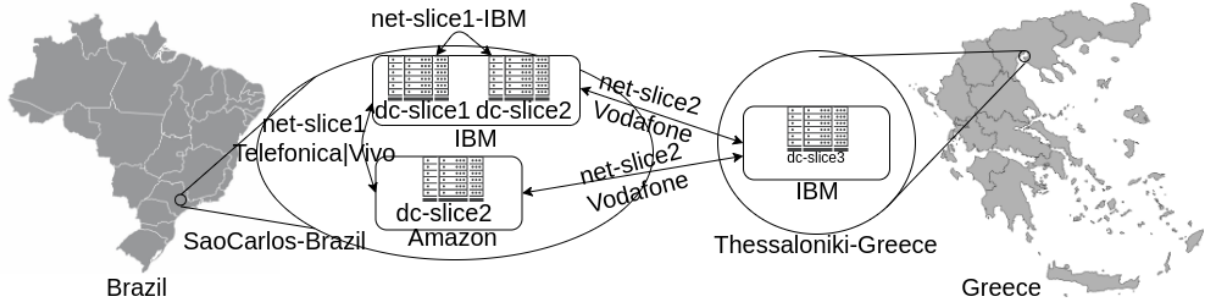 net-slice1-IBM
dc-slice1 dc-slice2
IBM
net-slice1
Telefonica|Vivo
dc-slice2
Amazon
SaoCarlos-Brazil
Brazil
net-slice2
Vodafone
net-slice2
Vodafone
dc-slice3
IBM
Thessaloniki-Greece
Greece